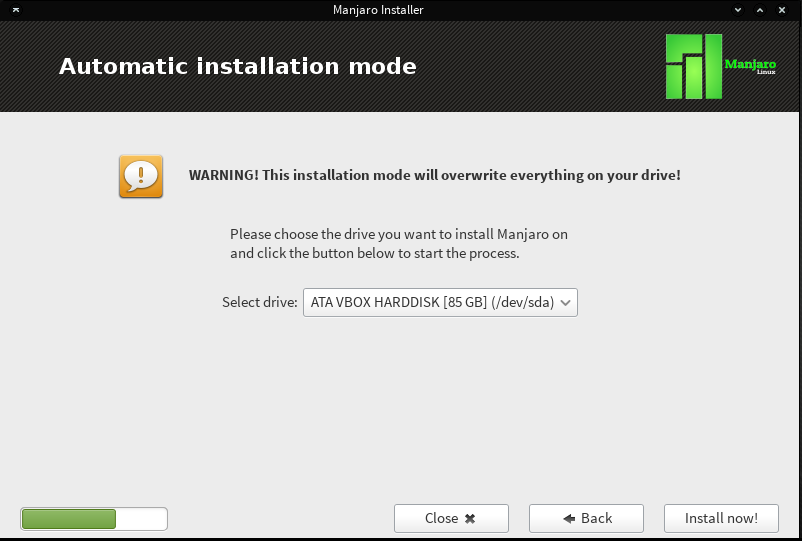 Manjaro Installer
Automatic installation mode
Manjaro
Linux
WARNING! This installation mode will overwrite everything on your drive!
Please choose the drive you want to install Manjaro on
and click the button below to start the process.
Select drive: ATA VBOX HARDDISK [85 GB] (/dev/sda)
Close Back Install now!